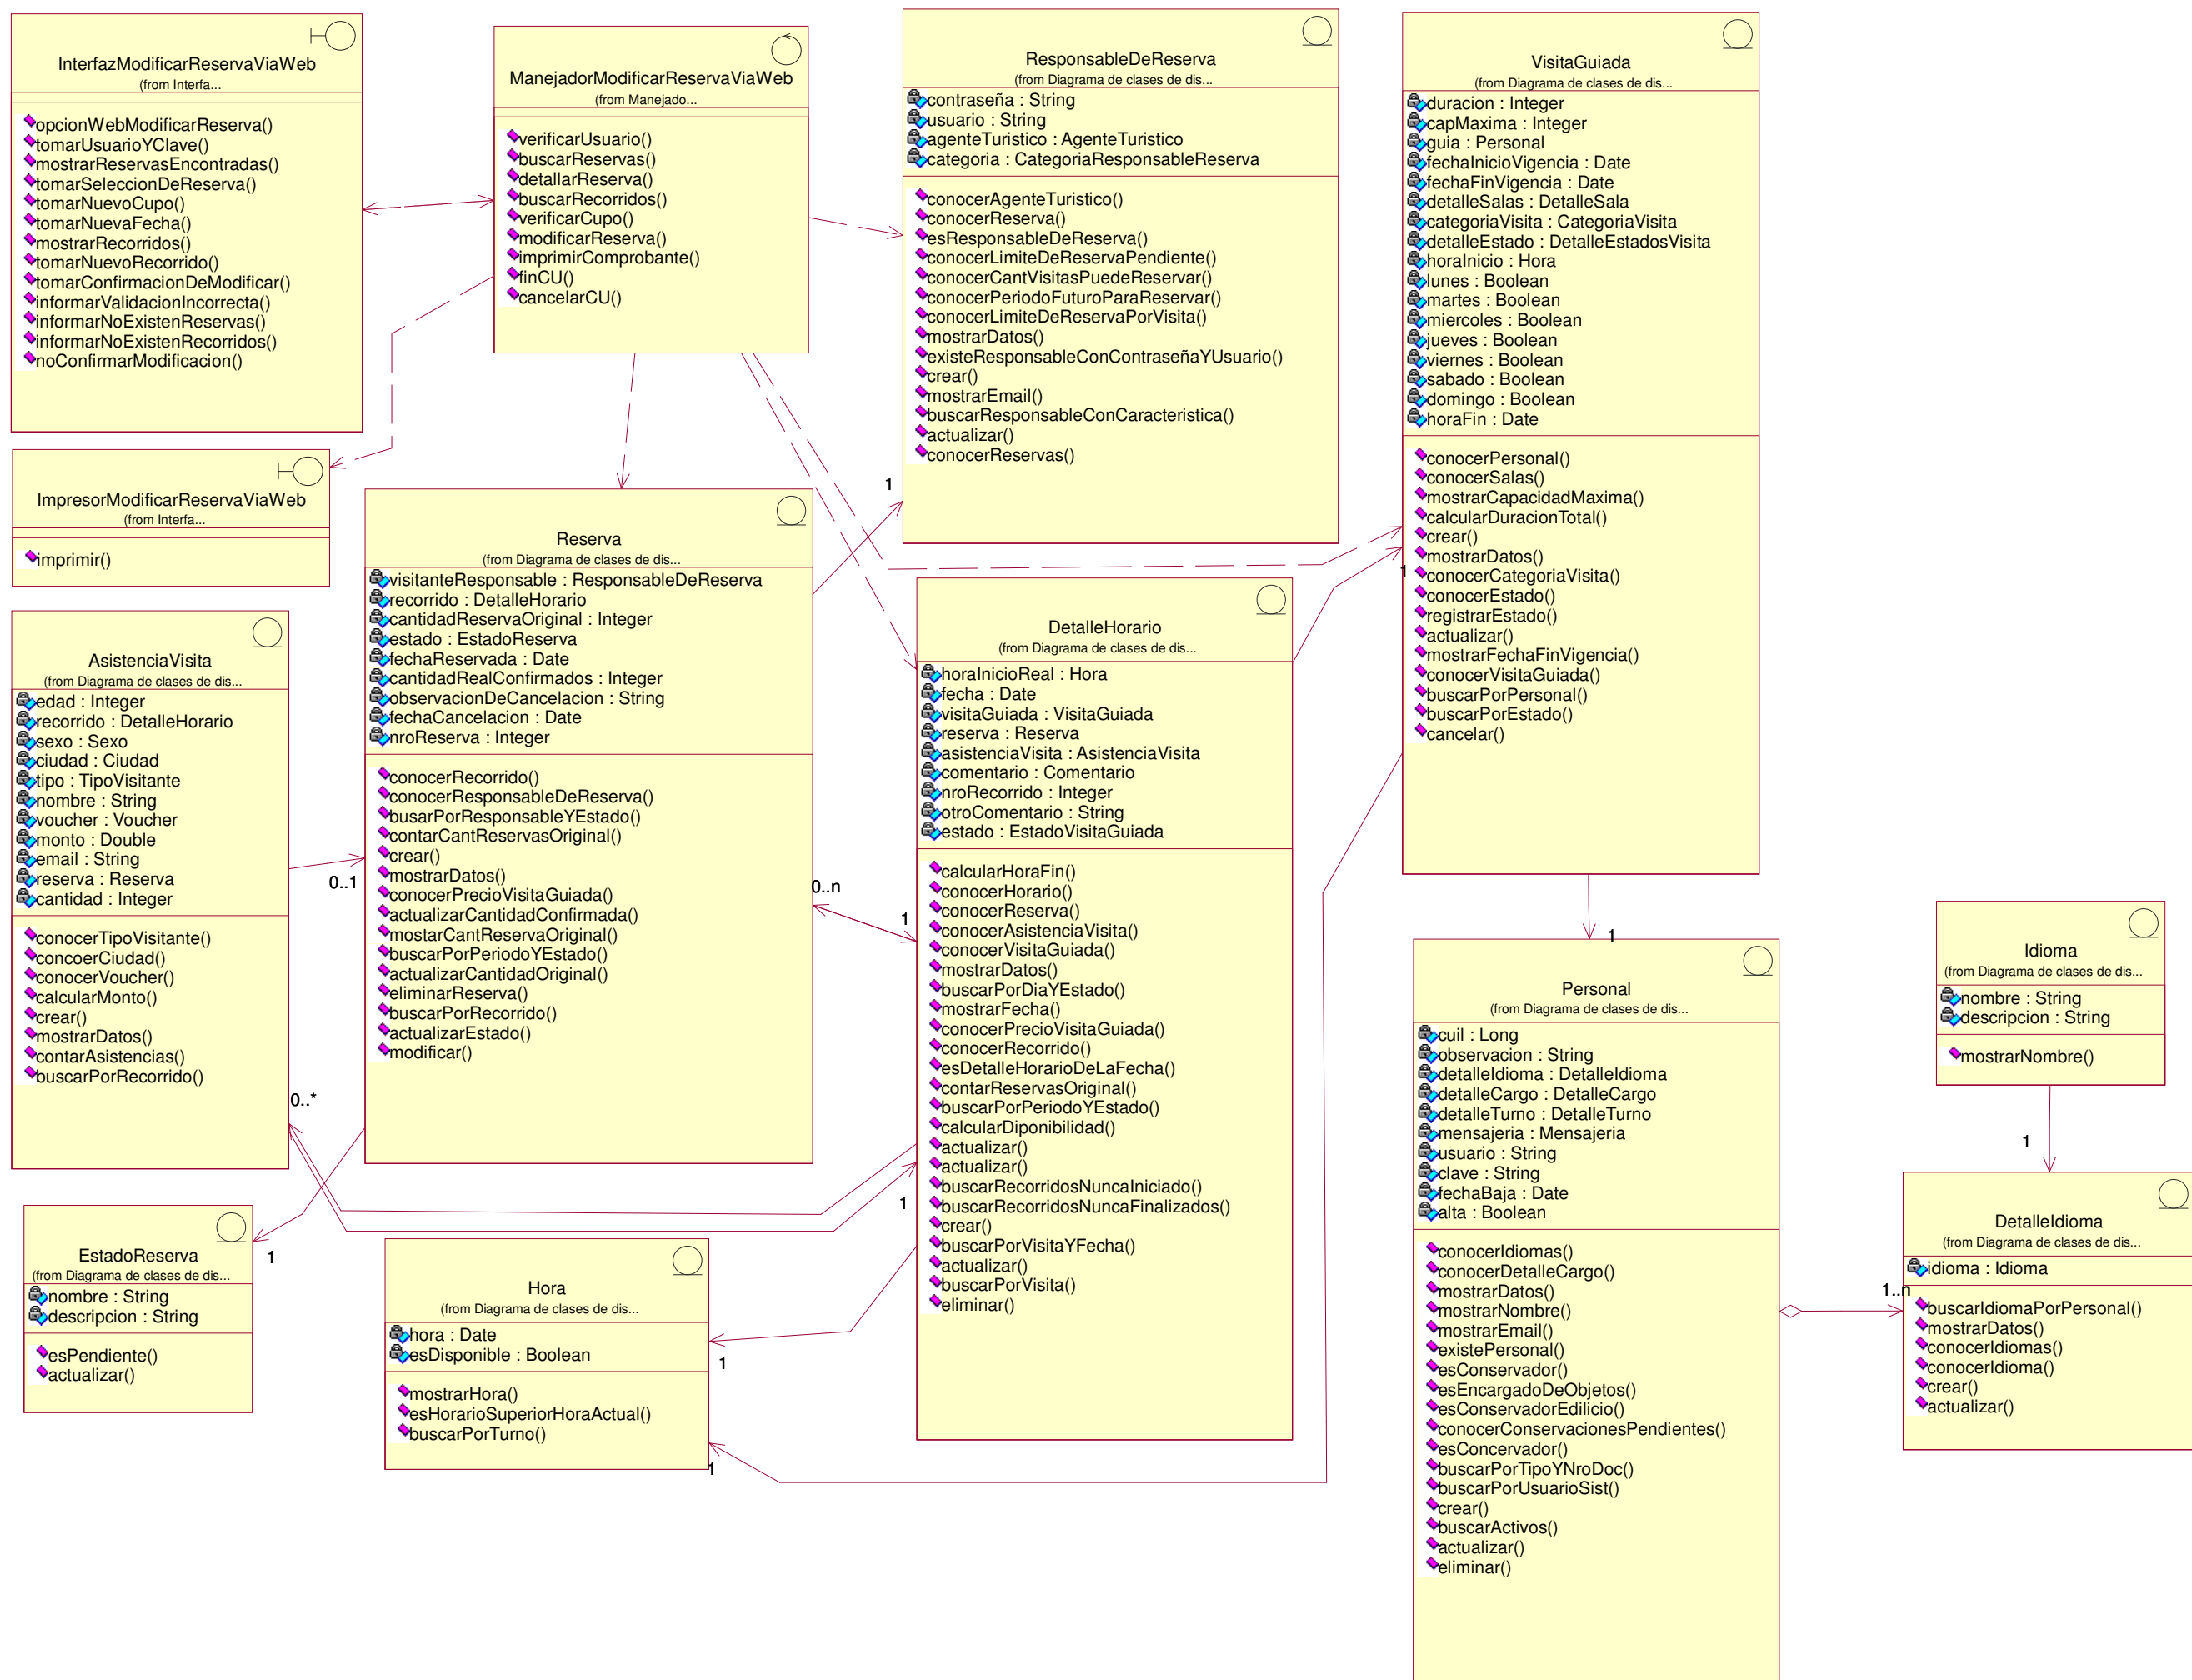 InterfazModificarReservaViaWeb
(from Interfa...
opcionWebModificarReserva()
tomarUsuarioYClave()
mostrarReservasEncontradas()
tomarSeleccionDeReserva()
tomarNuevoCupo()
tomarNuevaFecha()
mostrarRecorridos()
tomarNuevoRecorrido()
tomarConfirmacionDeModificar()
informarValidacionIncorrecta()
informarNoExistenReservas()
informarNoExistenRecorridos()
noConfirmarModificacion()
ManejadorModificarReservaViaWeb
(from Manejado...
verificarUsuario()
buscarReservas()
detallarReserva()
buscarRecorridos()
verificarCupo()
modificarReserva()
imprimirComprobante()
finCU()
cancelarCU()
ResponsableDeReserva
(from Diagrama de clases de dis...
contraseña : String
usuario : String
agenteTuristico : AgenteTuristico
categoria : CategoriaResponsableReserva
conocerAgenteTuristico()
conocerReserva()
esResponsableDeReserva()
conocerLimiteDeReservaPendiente()
conocerCantVisitasPuedeReservar()
conocerPeriodoFuturoParaReservar()
conocerLimiteDeReservaPorVisita()
mostrarDatos()
existeResponsableConContraseñaYUsuario()
crear()
mostrarEmail()
buscarResponsableConCaracteristica()
actualizar()
conocerReservas()
1
VisitaGuiada
(from Diagrama de clases de dis...
duracion : Integer
capMaxima : Integer
guia : Personal
fechaInicioVigencia : Date
fechaFinVigencia : Date
detalleSalas : DetalleSala
categoriaVisita : CategoriaVisita
detalleEstado : DetalleEstadosVisita
horaInicio : Hora
lunes : Boolean
martes : Boolean
miercoles : Boolean
jueves : Boolean
viernes : Boolean
sabado : Boolean
domingo : Boolean
horaFin : Date
conocerPersonal()
conocerSalas()
mostrarCapacidadMaxima()
calcularDuracionTotal()
crear()
mostrarDatos()
conocerCategoriaVisita()
conocerEstado()
registrarEstado()
actualizar()
mostrarFechaFinVigencia()
conocerVisitaGuiada()
buscarPorPersonal()
buscarPorEstado()
cancelar()
1
1
ImpresorModificarReservaViaWeb
(from Interfa...
imprimir()
Reserva
(from Diagrama de clases de dis...
visitanteResponsable : ResponsableDeReserva
recorrido : DetalleHorario
cantidadReservaOriginal : Integer
estado : EstadoReserva
fechaReservada : Date
cantidadRealConfirmados : Integer
observacionDeCancelacion : String
fechaCancelacion : Date
nroReserva : Integer
conocerRecorrido()
conocerResponsableDeReserva()
busarPorResponsableYEstado()
contarCantReservasOriginal()
crear()
mostrarDatos()
conocerPrecioVisitaGuiada()
actualizarCantidadConfirmada()
mostarCantReservaOriginal()
buscarPorPeriodoYEstado()
actualizarCantidadOriginal()
eliminarReserva()
buscarPorRecorrido()
actualizarEstado()
modificar()
0..1
0..n
1
AsistenciaVisita
(from Diagrama de clases de dis...
edad : Integer
recorrido : DetalleHorario
sexo : Sexo
ciudad : Ciudad
tipo : TipoVisitante
nombre : String
voucher : Voucher
monto : Double
email : String
reserva : Reserva
cantidad : Integer
conocerTipoVisitante()
concoerCiudad()
conocerVoucher()
calcularMonto()
crear()
mostrarDatos()
contarAsistencias()
buscarPorRecorrido()
0..*
DetalleHorario
(from Diagrama de clases de dis...
horaInicioReal : Hora
fecha : Date
visitaGuiada : VisitaGuiada
reserva : Reserva
asistenciaVisita : AsistenciaVisita
comentario : Comentario
nroRecorrido : Integer
otroComentario : String
estado : EstadoVisitaGuiada
calcularHoraFin()
conocerHorario()
conocerReserva()
conocerAsistenciaVisita()
conocerVisitaGuiada()
mostrarDatos()
buscarPorDiaYEstado()
mostrarFecha()
conocerPrecioVisitaGuiada()
conocerRecorrido()
esDetalleHorarioDeLaFecha()
contarReservasOriginal()
buscarPorPeriodoYEstado()
calcularDiponibilidad()
actualizar()
actualizar()
buscarRecorridosNuncaIniciado()
buscarRecorridosNuncaFinalizados()
crear()
buscarPorVisitaYFecha()
actualizar()
buscarPorVisita()
eliminar()
1
EstadoReserva
(from Diagrama de clases de dis...
nombre : String
descripcion : String
esPendiente()
actualizar()
1
Hora
(from Diagrama de clases de dis...
hora : Date
esDisponible : Boolean
mostrarHora()
esHorarioSuperiorHoraActual()
buscarPorTurno()
1
1
Personal
(from Diagrama de clases de dis...
cuil : Long
observacion : String
detalleIdioma : DetalleIdioma
detalleCargo : DetalleCargo
detalleTurno : DetalleTurno
mensajeria : Mensajeria
usuario : String
clave : String
fechaBaja : Date
alta : Boolean
conocerIdiomas()
conocerDetalleCargo()
mostrarDatos()
mostrarNombre()
mostrarEmail()
existePersonal()
esConservador()
esEncargadoDeObjetos()
esConservadorEdilicio()
conocerConservacionesPendientes()
esConcervador()
buscarPorTipoYNroDoc()
buscarPorUsuarioSist()
crear()
buscarActivos()
actualizar()
eliminar()
Idioma
(from Diagrama de clases de dis...
nombre : String
descripcion : String
mostrarNombre()
1
1..n
DetalleIdioma
(from Diagrama de clases de dis...
idioma : Idioma
buscarIdiomaPorPersonal()
mostrarDatos()
conocerIdiomas()
conocerIdioma()
crear()
actualizar()